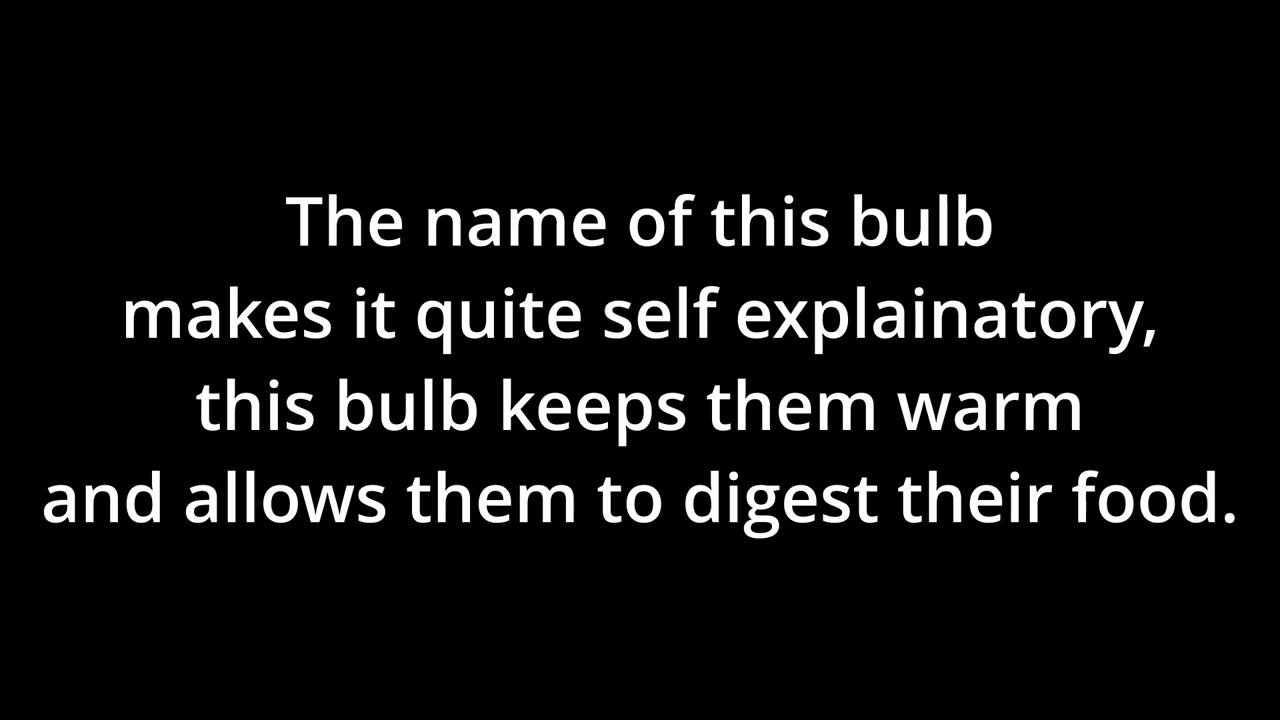 The name of this bulb
makes it quite self explainatory,
this bulb keeps them warm
and allows them to digest their food.